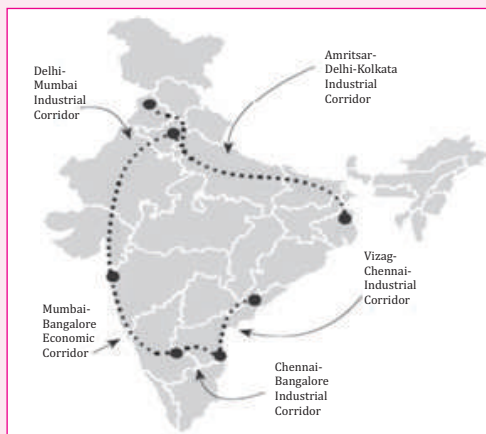 Delhi-
Mumbai
Industrial
Corridor
Amritsar-
Delhi-Kolkata
Industrial
Corridor
Vizag-
Chennai-
Industrial
Corridor
Mumbai-
Bangalore
Economic
Corridor
Chennai-
Bangalore
Industrial
Corridor